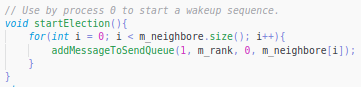 // Use by process 0 to start a wakeup sequence.
void startElection(){
for(int i = 0; i < m_neighbore.size(); i++){
addMessageToSendQueue(1, m_rank, 0, m_neighbore[i]);
}
}